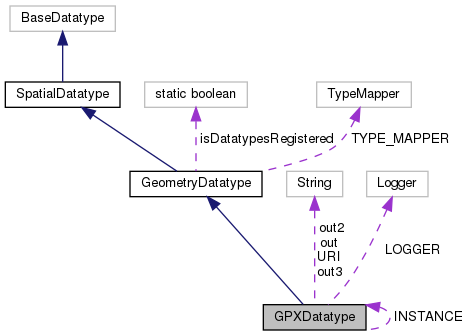 BaseDatatype
SpatialDatatype
static boolean
TypeMapper
isDatatypesRegistered
TYPE_MAPPER
GeometryDatatype
String
Logger
out2
out
URI
out3
LOGGER
GPXDatatype
INSTANCE